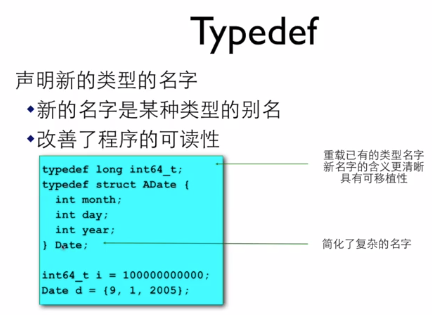 Typedef
声明新的类型的名字
新的名字是某种类型的别名
改善了程序的可读性
typedef long int64_t;
typedef struct ADate {
int month;
int day;
int year;
} Date;
int64_t i = 100000000000;
Date d = {9, 1, 2005};
重载已有的类型名字
新名字的含义更清晰
具有可移植性
简化了复杂的名字